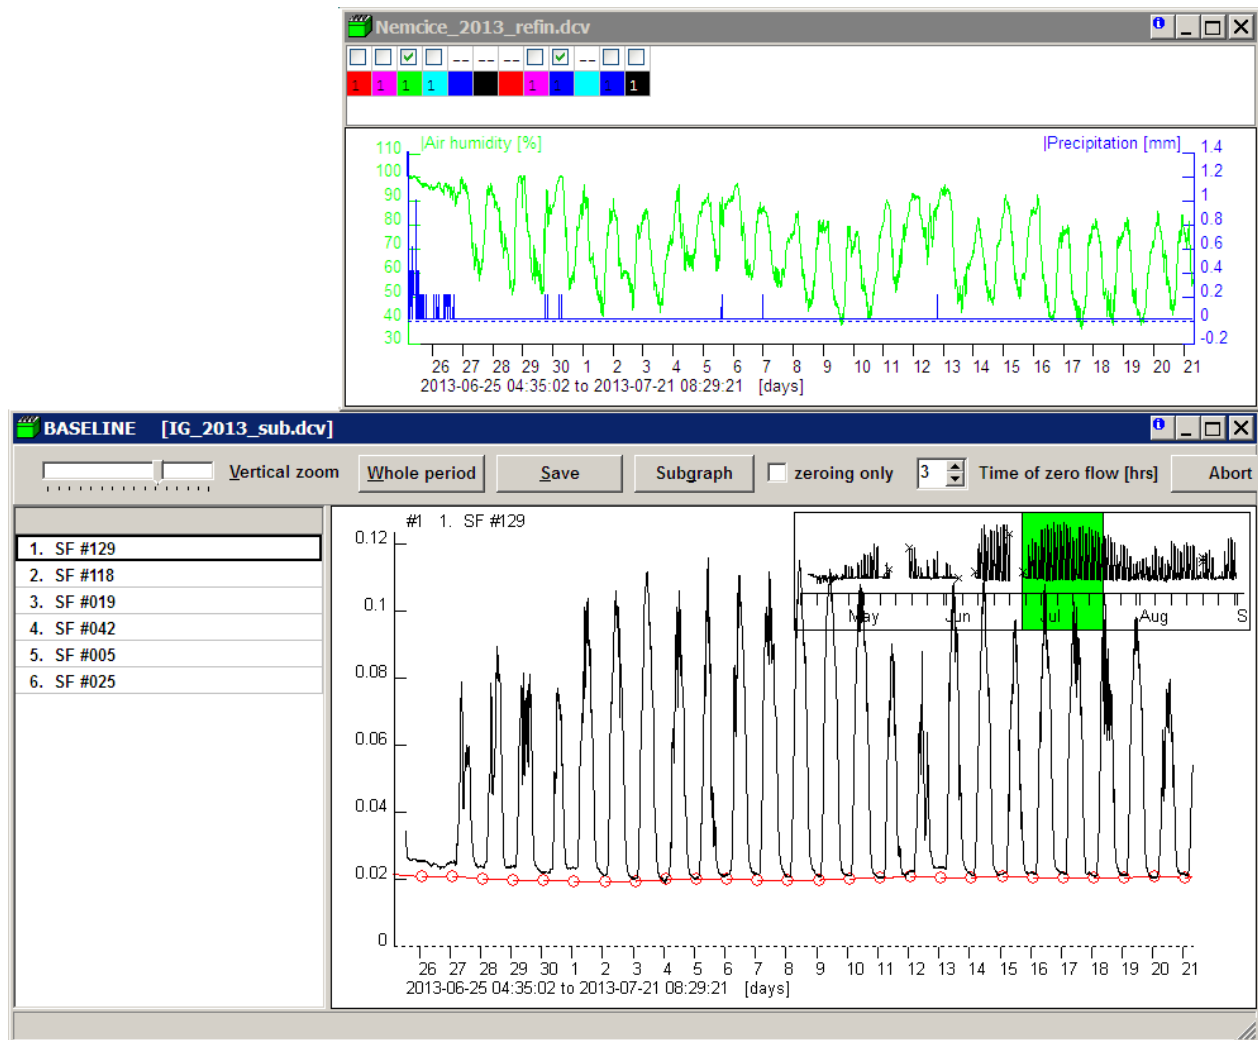 Nemcice_2013_refin.dcv
-- -- -- --
1 1 1 1 1 1 1 1
|Air humidity [%] |Precipitation [mm]
110 1.4
100 1.2
90 1
80 0.8
70 0.6
60 0.4
50 0.2
40 0
30 -0.2
26 27 28 29 30 1 2 3 4 5 6 7 8 9 10 11 12 13 14 15 16 17 18 19 20 21
2013-06-25 04:35:02 to 2013-07-21 08:29:21 [days]
BASELINE [IG_2013_sub.dcv]
Vertical zoom Whole period Save Subgraph zeroing only 3 Time of zero flow [hrs] Abort
1. SF #129
2. SF #118
3. SF #019
4. SF #042
5. SF #005
6. SF #025
#1 1. SF #129
0.12
0.1
0.08
0.06
0.04
0.02
0
May Jun Jul Aug S
26 27 28 29 30 1 2 3 4 5 6 7 8 9 10 11 12 13 14 15 16 17 18 19 20 21
2013-06-25 04:35:02 to 2013-07-21 08:29:21 [days]